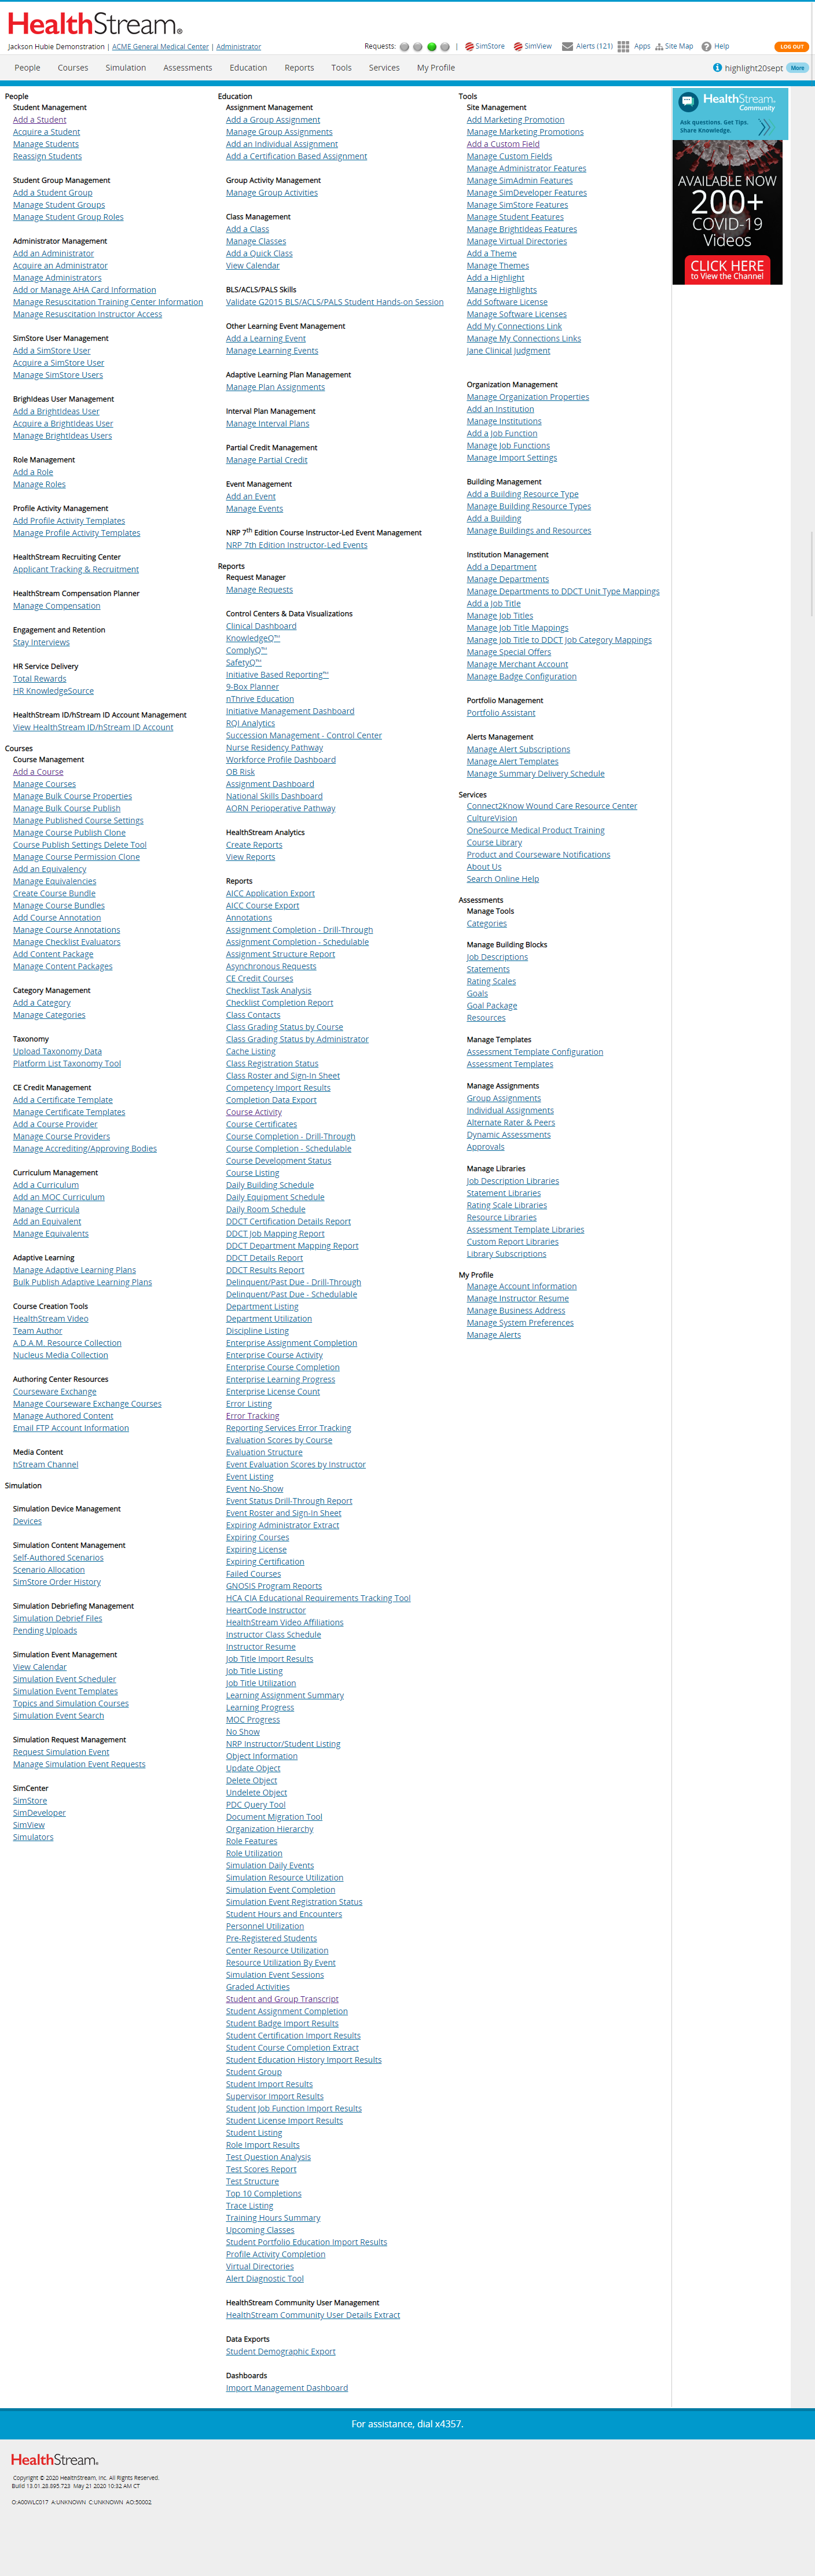 HealthStream®
Jackson Hubie Demonstration | ACME General Medical Center | Administrator
Requests: | SimStore SimView Alerts (121) Apps Site Map Help LOG OUT
People Courses Simulation Assessments Education Reports Tools Services My Profile highlight20sept More
People
Student Management
Add a Student
Acquire a Student
Manage Students
Reassign Students
Student Group Management
Add a Student Group
Manage Student Groups
Manage Student Group Roles
Administrator Management
Add an Administrator
Acquire an Administrator
Manage Administrators
Add or Manage AHA Card Information
Manage Resuscitation Training Center Information
Manage Resuscitation Instructor Access
SimStore User Management
Add a SimStore User
Acquire a SimStore User
Manage SimStore Users
BrighIdeas User Management
Add a BrightIdeas User
Acquire a BrightIdeas User
Manage BrightIdeas Users
Role Management
Add a Role
Manage Roles
Profile Activity Management
Add Profile Activity Templates
Manage Profile Activity Templates
HealthStream Recruiting Center
Applicant Tracking & Recruitment
HealthStream Compensation Planner
Manage Compensation
Engagement and Retention
Stay Interviews
HR Service Delivery
Total Rewards
HR KnowledgeSource
HealthStream ID/hStream ID Account Management
View HealthStream ID/hStream ID Account
Courses
Course Management
Add a Course
Manage Courses
Manage Bulk Course Properties
Manage Bulk Course Publish
Manage Published Course Settings
Manage Course Publish Clone
Course Publish Settings Delete Tool
Manage Course Permission Clone
Add an Equivalency
Manage Equivalencies
Create Course Bundle
Manage Course Bundles
Add Course Annotation
Manage Course Annotations
Manage Checklist Evaluators
Add Content Package
Manage Content Packages
Category Management
Add a Category
Manage Categories
Taxonomy
Upload Taxonomy Data
Platform List Taxonomy Tool
CE Credit Management
Add a Certificate Template
Manage Certificate Templates
Add a Course Provider
Manage Course Providers
Manage Accrediting/Approving Bodies
Curriculum Management
Add a Curriculum
Add an MOC Curriculum
Manage Curricula
Add an Equivalent
Manage Equivalents
Adaptive Learning
Manage Adaptive Learning Plans
Bulk Publish Adaptive Learning Plans
Course Creation Tools
HealthStream Video
Team Author
A.D.A.M. Resource Collection
Nucleus Media Collection
Authoring Center Resources
Courseware Exchange
Manage Courseware Exchange Courses
Manage Authored Content
Email FTP Account Information
Media Content
hStream Channel
Simulation
Simulation Device Management
Devices
Simulation Content Management
Self-Authored Scenarios
Scenario Allocation
SimStore Order History
Simulation Debriefing Management
Simulation Debrief Files
Pending Uploads
Simulation Event Management
View Calendar
Simulation Event Scheduler
Simulation Event Templates
Topics and Simulation Courses
Simulation Event Search
Simulation Request Management
Request Simulation Event
Manage Simulation Event Requests
SimCenter
SimStore
SimDeveloper
SimView
Simulators
Education
Assignment Management
Add a Group Assignment
Manage Group Assignments
Add an Individual Assignment
Add a Certification Based Assignment
Group Activity Management
Manage Group Activities
Class Management
Add a Class
Manage Classes
Add a Quick Class
View Calendar
BLS/ACLS/PALS Skills
Validate G2015 BLS/ACLS/PALS Student Hands-on Session
Other Learning Event Management
Add a Learning Event
Manage Learning Events
Adaptive Learning Plan Management
Manage Plan Assignments
Interval Plan Management
Manage Interval Plans
Partial Credit Management
Manage Partial Credit
Event Management
Add an Event
Manage Events
NRP 7th Edition Course Instructor-Led Event Management
NRP 7th Edition Instructor-Led Events
Reports
Request Manager
Manage Requests
Control Centers & Data Visualizations
Clinical Dashboard
KnowledgeQ™
ComplyQ™
SafetyQ™
Initiative Based Reporting™
9-Box Planner
nThrive Education
Initiative Management Dashboard
RQI Analytics
Succession Management - Control Center
Nurse Residency Pathway
Workforce Profile Dashboard
OB Risk
Assignment Dashboard
National Skills Dashboard
AORN Perioperative Pathway
HealthStream Analytics
Create Reports
View Reports
Reports
AICC Application Export
AICC Course Export
Annotations
Assignment Completion - Drill-Through
Assignment Completion - Schedulable
Assignment Structure Report
Asynchronous Requests
CE Credit Courses
Checklist Task Analysis
Checklist Completion Report
Class Contacts
Class Grading Status by Course
Class Grading Status by Administrator
Cache Listing
Class Registration Status
Class Roster and Sign-In Sheet
Competency Import Results
Completion Data Export
Course Activity
Course Certificates
Course Completion - Drill-Through
Course Completion - Schedulable
Course Development Status
Course Listing
Daily Building Schedule
Daily Equipment Schedule
Daily Room Schedule
DDCT Certification Details Report
DDCT Job Mapping Report
DDCT Department Mapping Report
DDCT Details Report
DDCT Results Report
Delinquent/Past Due - Drill-Through
Delinquent/Past Due - Schedulable
Department Listing
Department Utilization
Discipline Listing
Enterprise Assignment Completion
Enterprise Course Activity
Enterprise Course Completion
Enterprise Learning Progress
Enterprise License Count
Error Listing
Error Tracking
Reporting Services Error Tracking
Evaluation Scores by Course
Evaluation Structure
Event Evaluation Scores by Instructor
Event Listing
Event No-Show
Event Status Drill-Through Report
Event Roster and Sign-In Sheet
Expiring Administrator Extract
Expiring Courses
Expiring License
Expiring Certification
Failed Courses
GNOSIS Program Reports
HCA CIA Educational Requirements Tracking Tool
HeartCode Instructor
HealthStream Video Affiliations
Instructor Class Schedule
Instructor Resume
Job Title Import Results
Job Title Listing
Job Title Utilization
Learning Assignment Summary
Learning Progress
MOC Progress
No Show
NRP Instructor/Student Listing
Object Information
Update Object
Delete Object
Undelete Object
PDC Query Tool
Document Migration Tool
Organization Hierarchy
Role Features
Role Utilization
Simulation Daily Events
Simulation Resource Utilization
Simulation Event Completion
Simulation Event Registration Status
Student Hours and Encounters
Personnel Utilization
Pre-Registered Students
Center Resource Utilization
Resource Utilization By Event
Simulation Event Sessions
Graded Activities
Student and Group Transcript
Student Assignment Completion
Student Badge Import Results
Student Certification Import Results
Student Course Completion Extract
Student Education History Import Results
Student Group
Student Import Results
Supervisor Import Results
Student Job Function Import Results
Student License Import Results
Student Listing
Role Import Results
Test Question Analysis
Test Scores Report
Test Structure
Top 10 Completions
Trace Listing
Training Hours Summary
Upcoming Classes
Student Portfolio Education Import Results
Profile Activity Completion
Virtual Directories
Alert Diagnostic Tool
HealthStream Community User Management
HealthStream Community User Details Extract
Data Exports
Student Demographic Export
Dashboards
Import Management Dashboard
Tools
Site Management
Add Marketing Promotion
Manage Marketing Promotions
Add a Custom Field
Manage Custom Fields
Manage Administrator Features
Manage SimAdmin Features
Manage SimDeveloper Features
Manage SimStore Features
Manage Student Features
Manage BrightIdeas Features
Manage Virtual Directories
Add a Theme
Manage Themes
Add a Highlight
Manage Highlights
Add Software License
Manage Software Licenses
Add My Connections Link
Manage My Connections Links
Jane Clinical Judgment
Organization Management
Manage Organization Properties
Add an Institution
Manage Institutions
Add a Job Function
Manage Job Functions
Manage Import Settings
Building Management
Add a Building Resource Type
Manage Building Resource Types
Add a Building
Manage Buildings and Resources
Institution Management
Add a Department
Manage Departments
Manage Departments to DDCT Unit Type Mappings
Add a Job Title
Manage Job Titles
Manage Job Title Mappings
Manage Job Title to DDCT Job Category Mappings
Manage Special Offers
Manage Merchant Account
Manage Badge Configuration
Portfolio Management
Portfolio Assistant
Alerts Management
Manage Alert Subscriptions
Manage Alert Templates
Manage Summary Delivery Schedule
Services
Connect2Know Wound Care Resource Center
CultureVision
OneSource Medical Product Training
Course Library
Product and Courseware Notifications
About Us
Search Online Help
Assessments
Manage Tools
Categories
Manage Building Blocks
Job Descriptions
Statements
Rating Scales
Goals
Goal Package
Resources
Manage Templates
Assessment Template Configuration
Assessment Templates
Manage Assignments
Group Assignments
Individual Assignments
Alternate Rater & Peers
Dynamic Assessments
Approvals
Manage Libraries
Job Description Libraries
Statement Libraries
Rating Scale Libraries
Resource Libraries
Assessment Template Libraries
Custom Report Libraries
Library Subscriptions
My Profile
Manage Account Information
Manage Instructor Resume
Manage Business Address
Manage System Preferences
Manage Alerts
HealthStream
Community
Ask questions. Get Tips.
Share Knowledge.
AVAILABLE NOW
200+
COVID-19
Videos
CLICK HERE
to View the Channel
For assistance, dial x4357.
HealthStream
Copyright © 2020 HealthStream, Inc. All Rights Reserved.
Build 13.01.28.895.723 May 21 2020 10:32 AM CT
O:A00WLC017 A:UNKNOWN C:UNKNOWN AO:50002